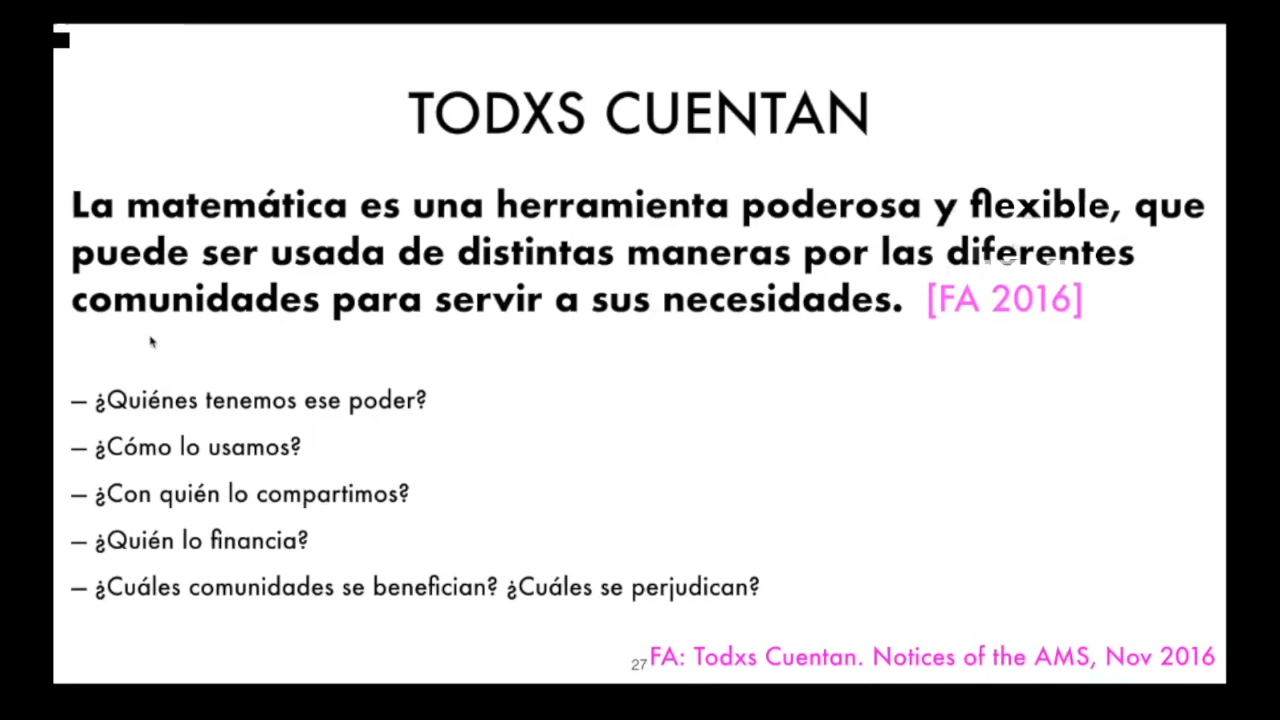 TODXS CUENTAN
La matemática es una herramienta poderosa y flexible, que
puede ser usada de distintas maneras por las diferentes
comunidades para servir a sus necesidades. [FA 2016]
– ¿Quiénes tenemos ese poder?
– ¿Cómo lo usamos?
– ¿Con quién lo compartimos?
– ¿Quién lo financia?
– ¿Cuáles comunidades se benefician? ¿Cuáles se perjudican?
27 FA: Todxs Cuentan. Notices of the AMS, Nov 2016